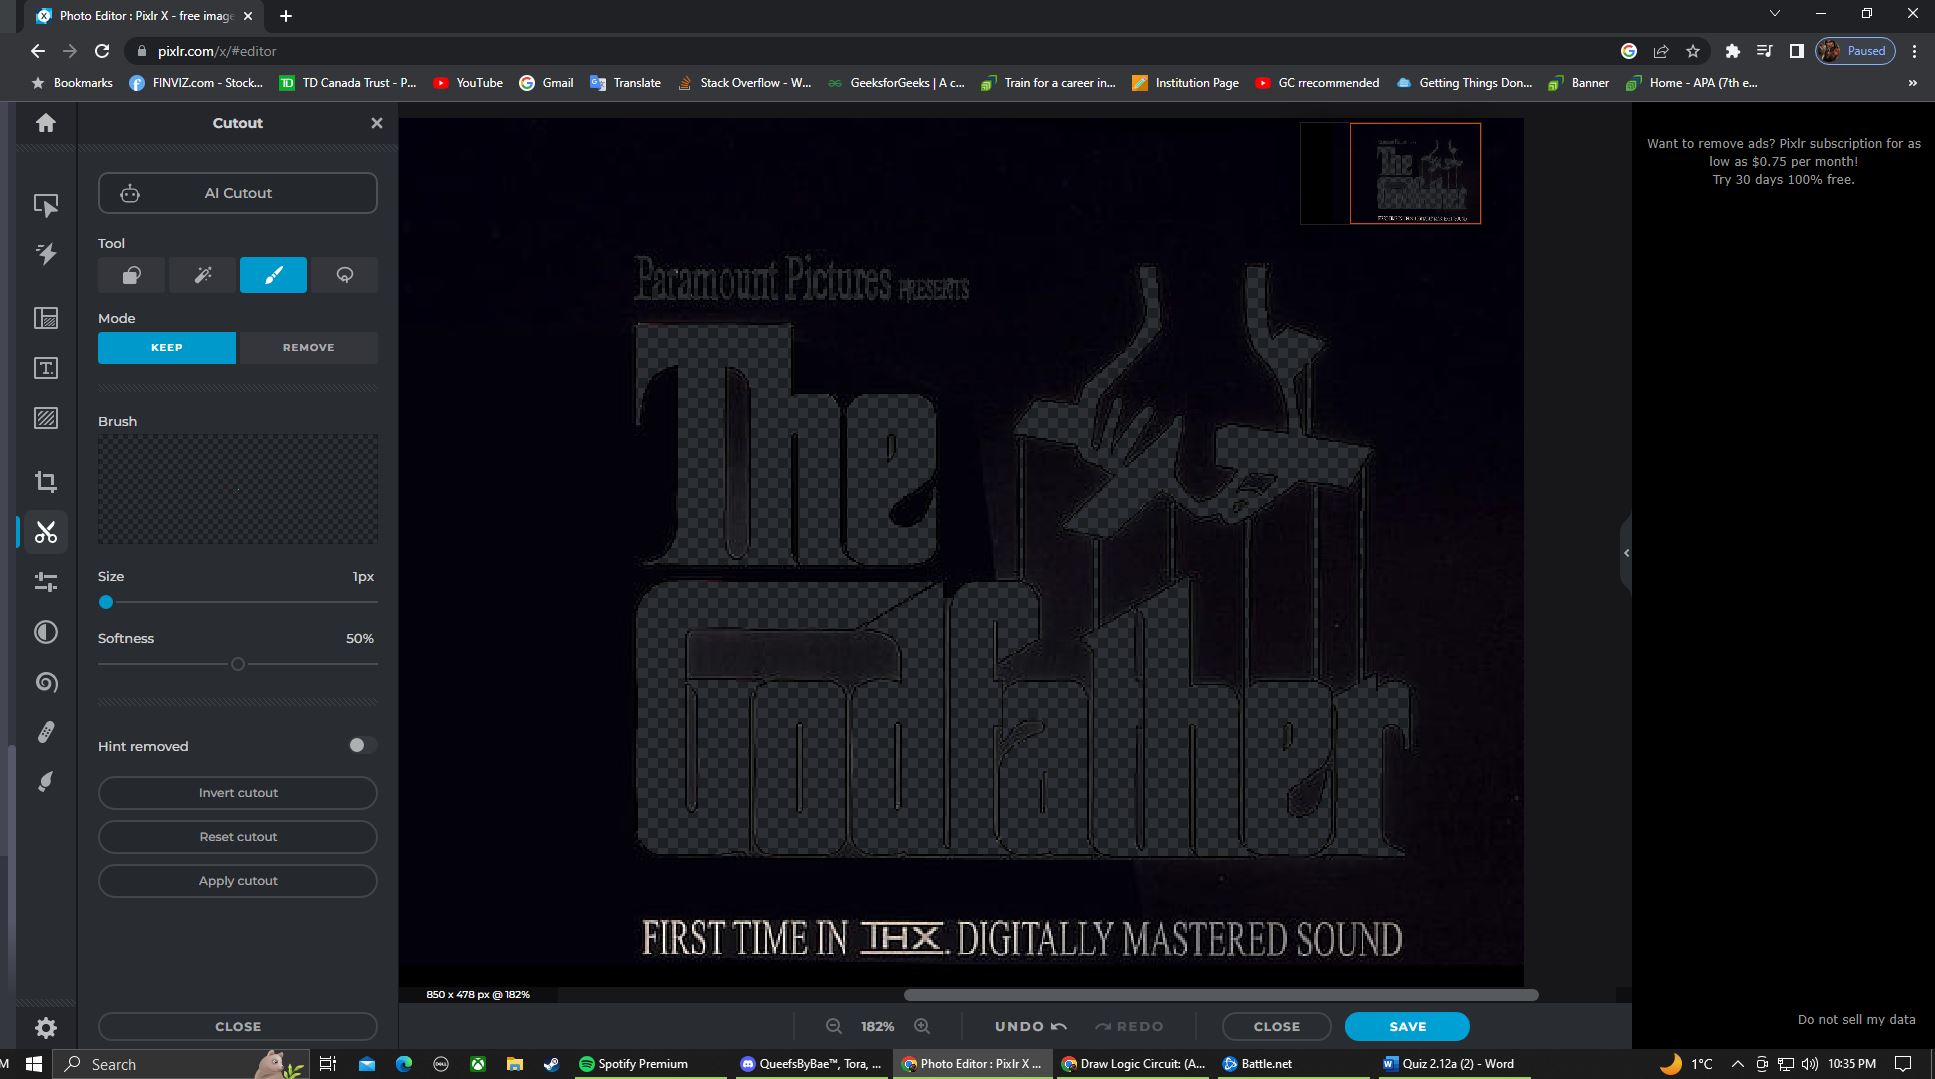 Photo Editor : Pixlr X - free image
pixlr.com/x/#editor
Paused
Bookmarks
FINVIZ.com - Stock...
TD Canada Trust - P...
YouTube
Gmail
Translate
Stack Overflow - W...
GeeksforGeeks | A c...
Train for a career in...
Institution Page
GC rrecommended
Getting Things Don...
Banner
Home - APA (7th e...
»
Cutout
AI Cutout
Tool
Mode
KEEP
REMOVE
Brush
Size
1px
Softness
50%
Hint removed
Invert cutout
Reset cutout
Apply cutout
CLOSE
Paramount Pictures PRESENTS
The
Godfather
FIRST TIME IN THX. DIGITALLY MASTERED SOUND
850 x 478 px @ 182%
182%
UNDO
REDO
CLOSE
SAVE
Want to remove ads? Pixlr subscription for as
low as $0.75 per month!
Try 30 days 100% free.
Do not sell my data
M
Search
DELL
Spotify Premium
QueefsByBae™, Tora, ...
Photo Editor : Pixlr X ...
Draw Logic Circuit: (A...
Battle.net
Quiz 2.12a (2) - Word
1°C
10:35 PM